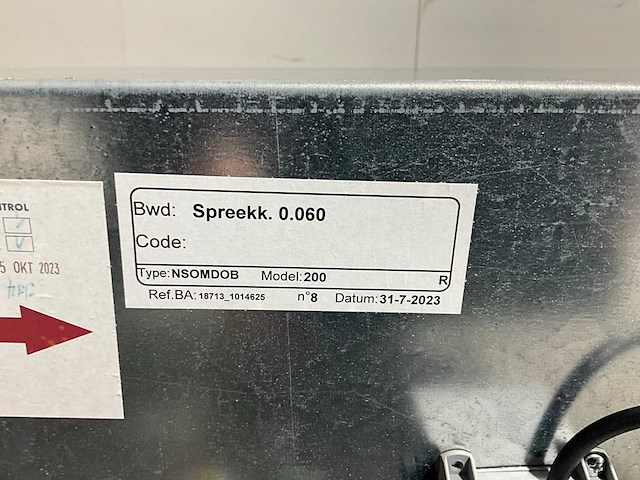 NTROL
5 OKT 2023
Bwd: Spreekk. 0.060
Code:
Type: NSOMDOB Model: 200 R
Ref.BA: 18713_1014625 n°8 Datum: 31-7-2023